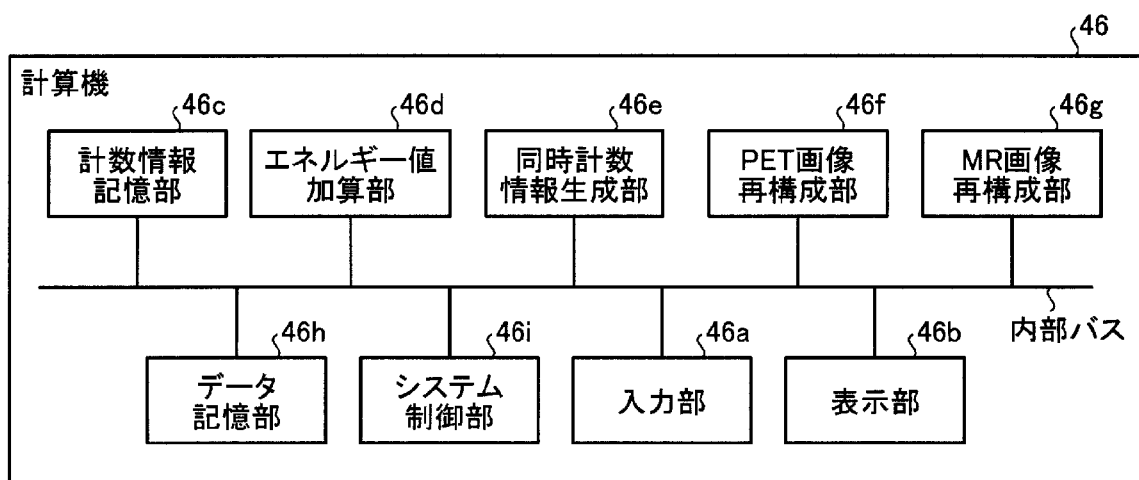 46
計算機
46c
46d
46e
46f
46g
計数情報
記憶部
エネルギー値
加算部
同時計数
情報生成部
PET画像
再構成部
MR画像
再構成部
内部バス
46h
46i
46a
46b
データ
記憶部
システム
制御部
入力部
表示部